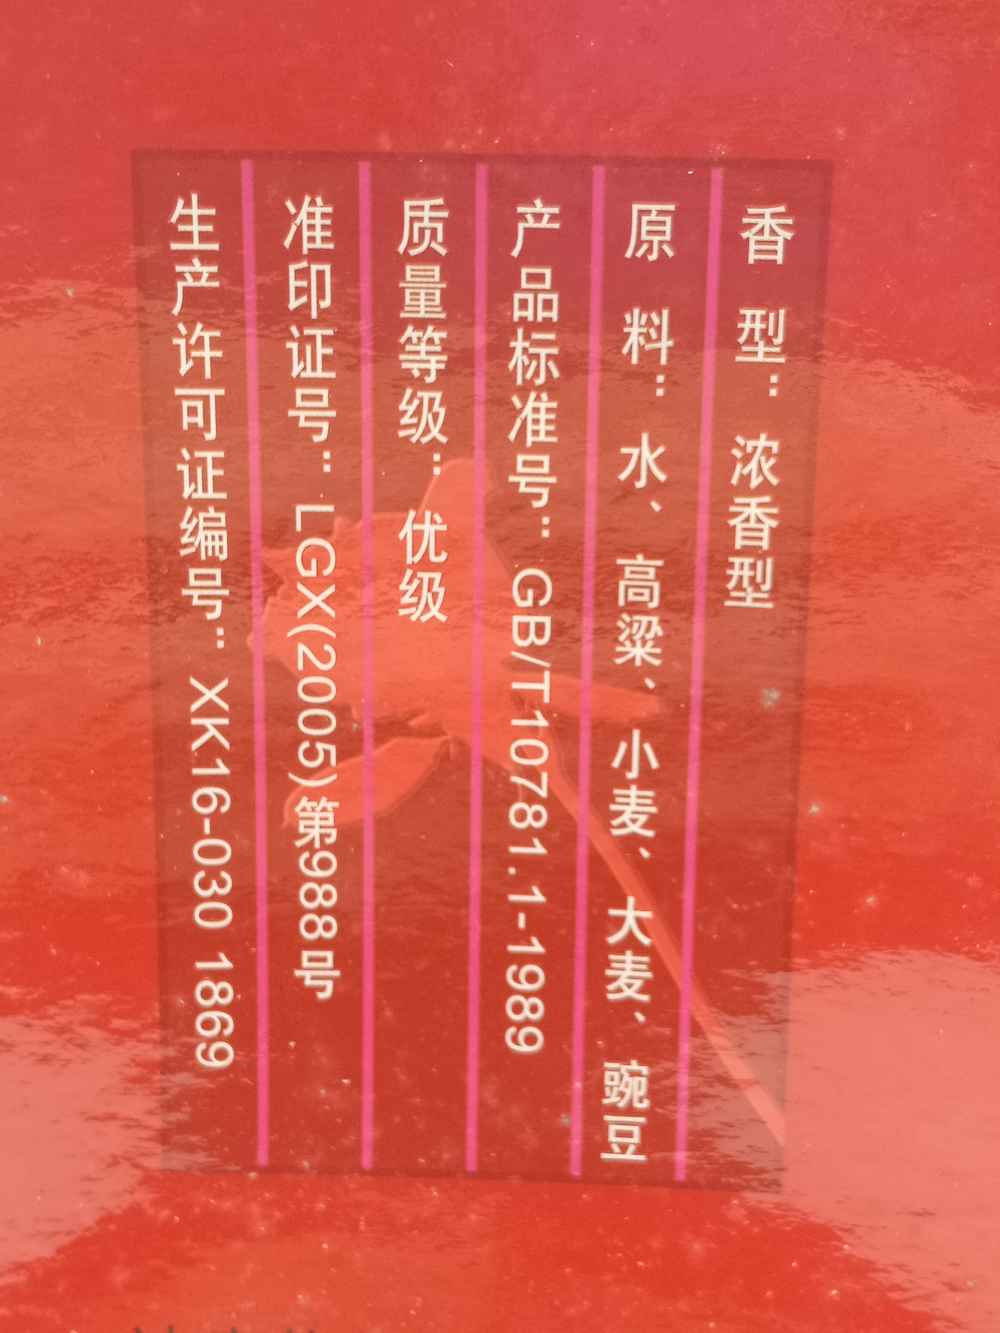 香型：浓香型
原料：水、高粱、小麦、大麦、豌豆
产品标准号：GB/T10781.1-1989
质量等级：优级
准印证号：LGX(2005)第988号
生产许可证编号：XK16-030 1869